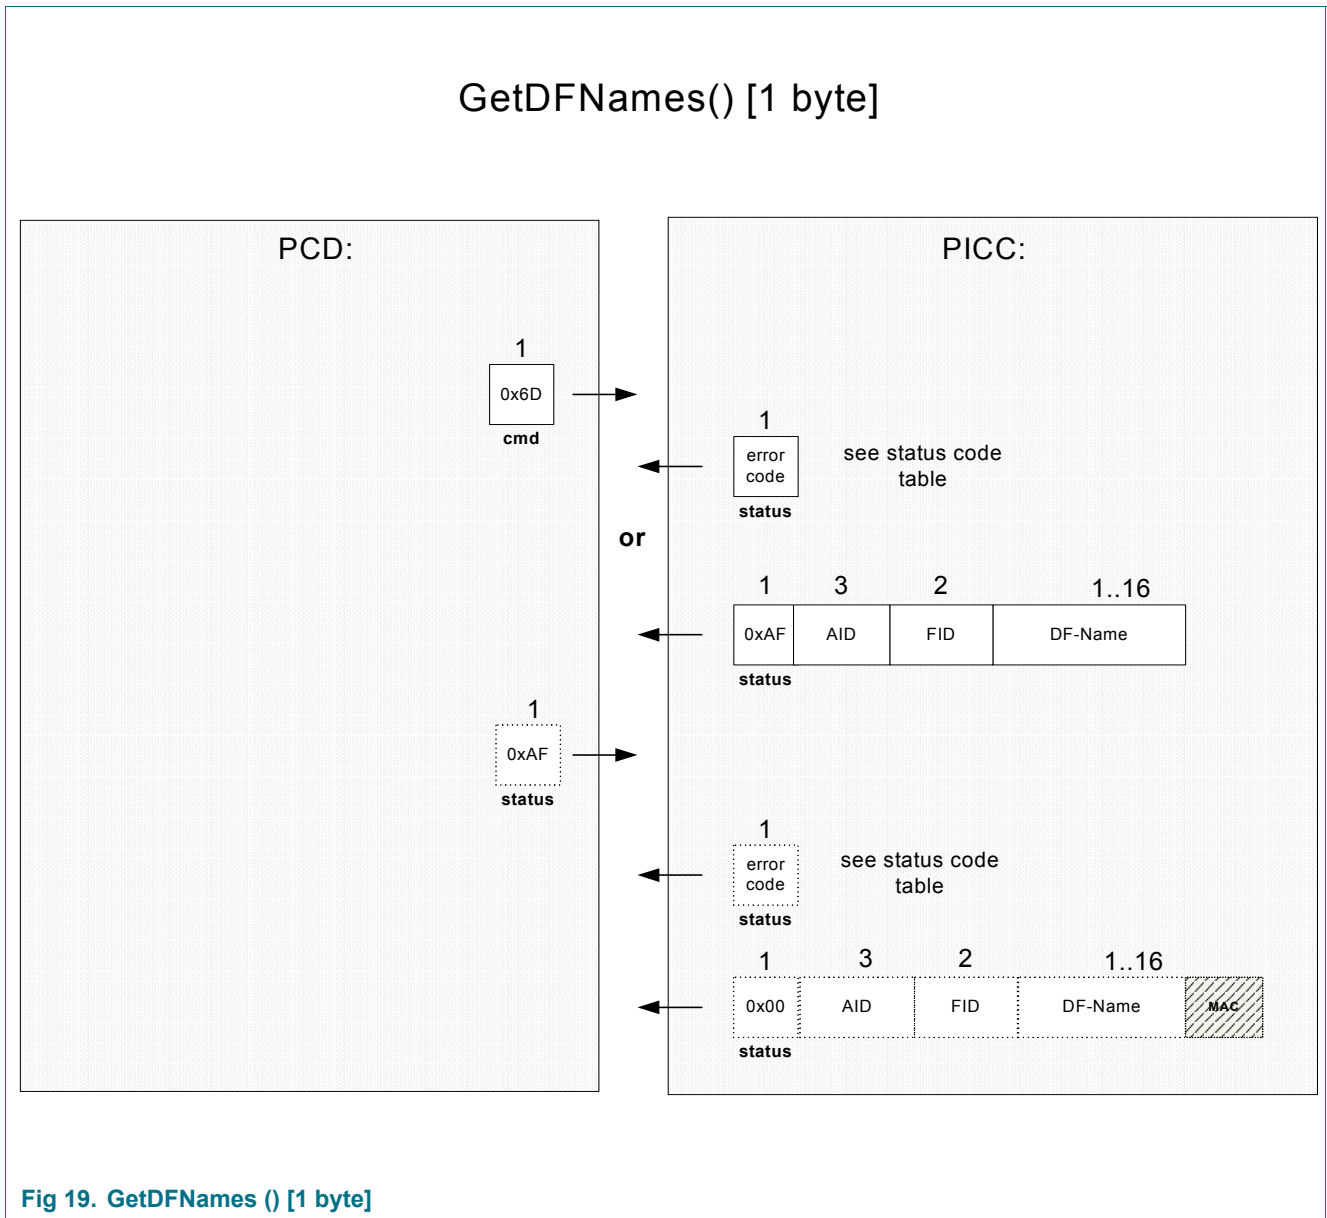 GetDFNames() [1 byte]
PCD:
PICC:
1
0x6D
cmd
1
error
code
status
see status code
table
or
1 3 2 1..16
0xAF AID FID DF-Name
status
1
0xAF
status
1
error
code
status
see status code
table
1 3 2 1..16
0x00 AID FID DF-Name MAC
status
Fig 19. GetDFNames () [1 byte]